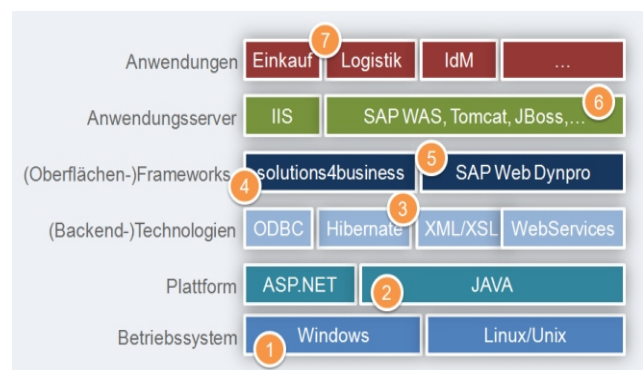 7
Anwendungen Einkauf Logistik IdM ...
6
Anwendungsserver IIS SAP WAS, Tomcat, JBoss,...
5
(Oberflächen-)Frameworks 4 solutions4business SAP Web Dynpro
3
(Backend-)Technologien ODBC Hibernate XML/XSL WebServices
Plattform ASP.NET 2 JAVA
Betriebssystem 1 Windows Linux/Unix